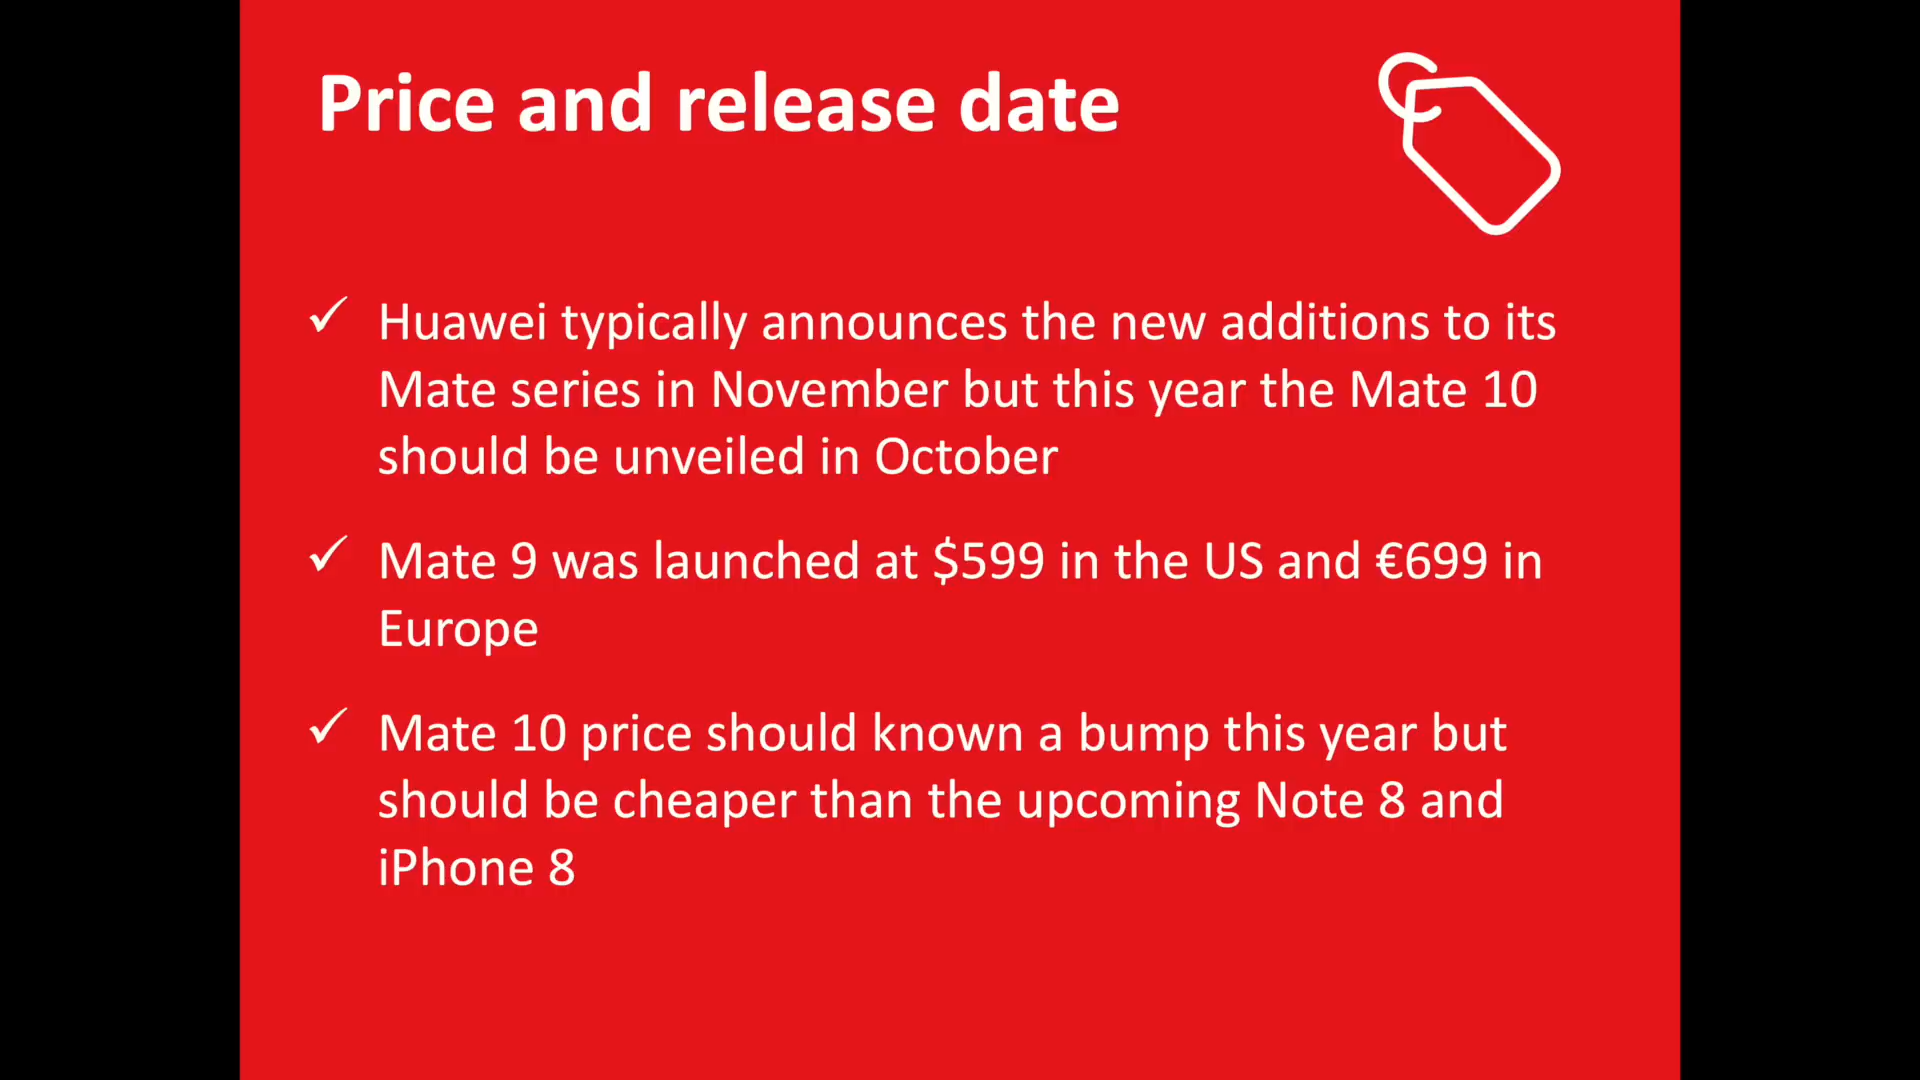 Price and release date
Huawei typically announces the new additions to its
Mate series in November but this year the Mate 10
should be unveiled in October
Mate 9 was launched at $599 in the US and €699 in
Europe
Mate 10 price should known a bump this year but
should be cheaper than the upcoming Note 8 and
iPhone 8